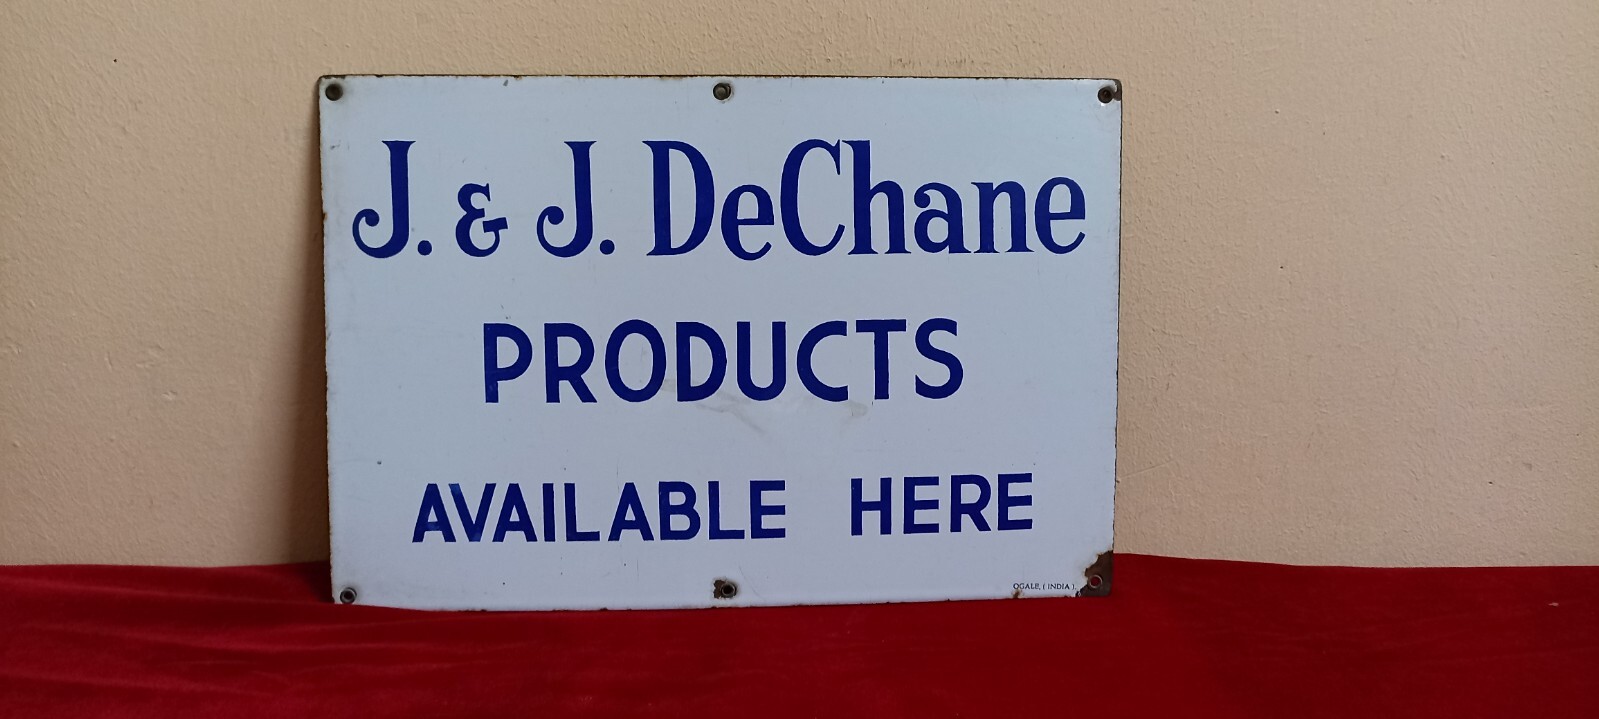 J. & J. DeChane
PRODUCTS
AVAILABLE HERE
OGALE, ( INDIA ).